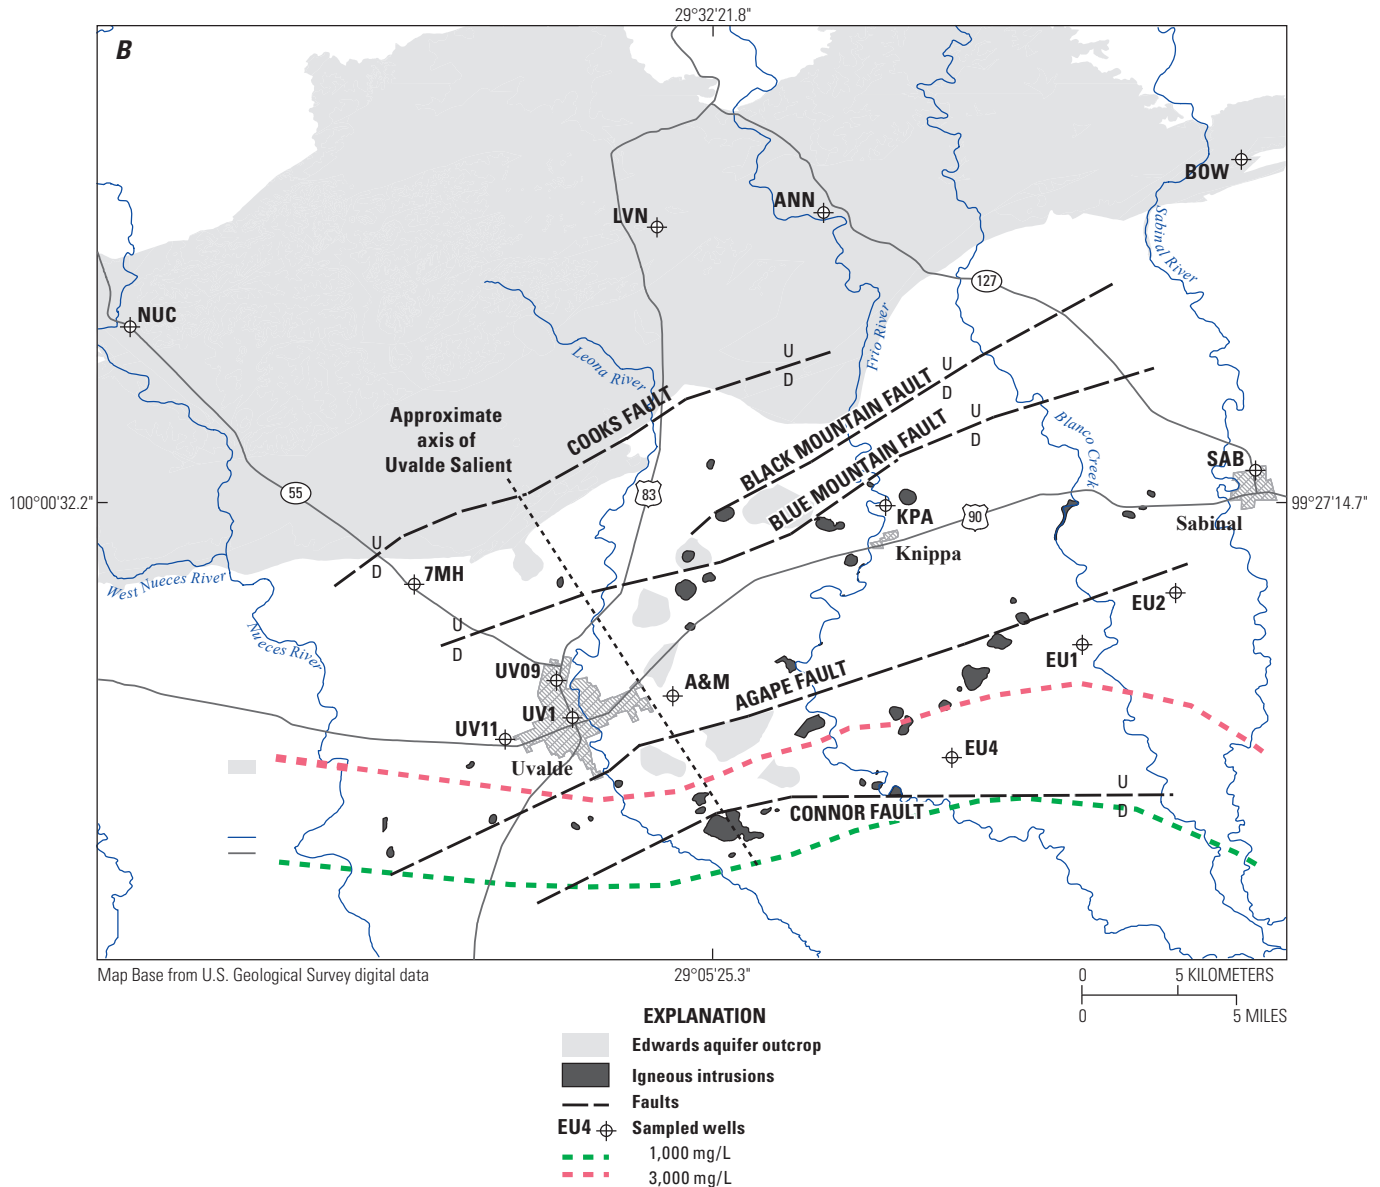 29°32'21.8"
B
BOW
ANN
LVN
Sabinal River
127
NUC
Frio River
Leona River
U
D
COOKS FAULT
Approximate
axis of
Uvalde Salient
BLACK MOUNTAIN FAULT
U
D
BLUE MOUNTAIN FAULT
U
D
Blanco Creek
SAB
55
83
100°00'32.2"
99°27'14.7"
KPA
90
Sabinal
Knippa
U
D
7MH
West Nueces River
EU2
U
D
Nueces River
EU1
UV09
A&M
AGAPE FAULT
UV1
UV11
EU4
Uvalde
U
D
CONNOR FAULT
Map Base from U.S. Geological Survey digital data
29°05'25.3"
0 5 KILOMETERS
0 5 MILES
EXPLANATION
Edwards aquifer outcrop
Igneous intrusions
Faults
EU4 Sampled wells
1,000 mg/L
3,000 mg/L